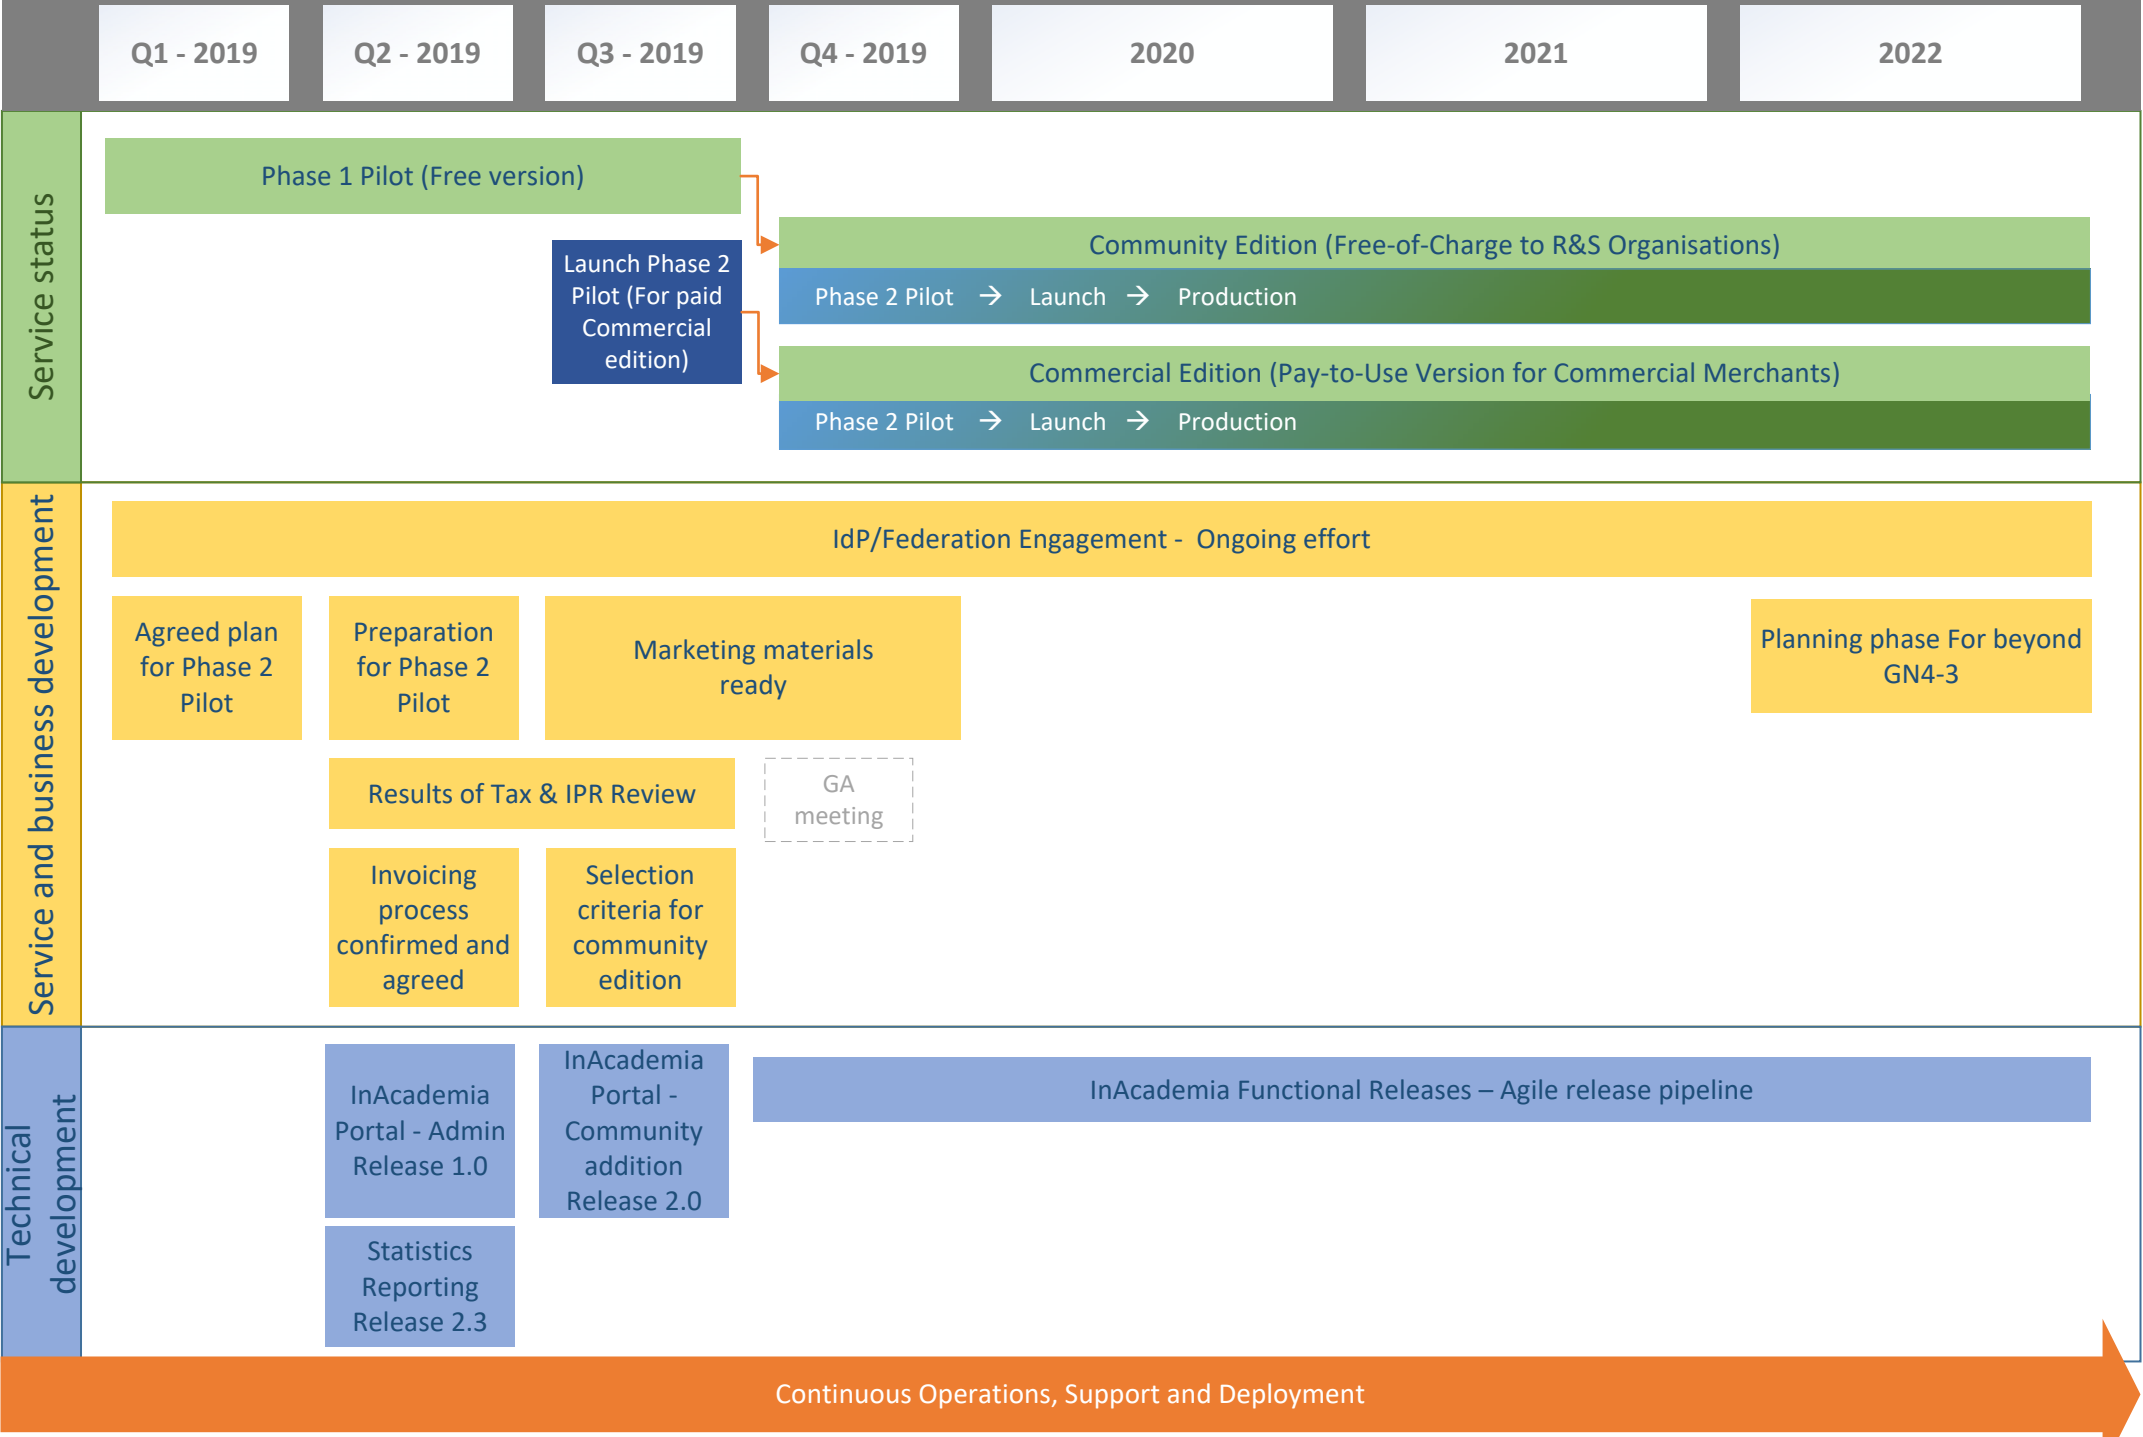 Q1 - 2019
Q2 - 2019
Q3 - 2019
Q4 - 2019
2020
2021
2022
Service status
Phase 1 Pilot (Free version)
Launch Phase 2
Pilot (For paid
Commercial
edition)
Community Edition (Free-of-Charge to R&S Organisations)
Phase 2 Pilot → Launch → Production
Commercial Edition (Pay-to-Use Version for Commercial Merchants)
Phase 2 Pilot → Launch → Production
Service and business development
IdP/Federation Engagement - Ongoing effort
Agreed plan
for Phase 2
Pilot
Preparation
for Phase 2
Pilot
Marketing materials
ready
Planning phase For beyond
GN4-3
Results of Tax & IPR Review
GA
meeting
Invoicing
process
confirmed and
agreed
Selection
criteria for
community
edition
Technical
development
InAcademia
Portal - Admin
Release 1.0
InAcademia
Portal -
Community
addition
Release 2.0
InAcademia Functional Releases – Agile release pipeline
Statistics
Reporting
Release 2.3
Continuous Operations, Support and Deployment